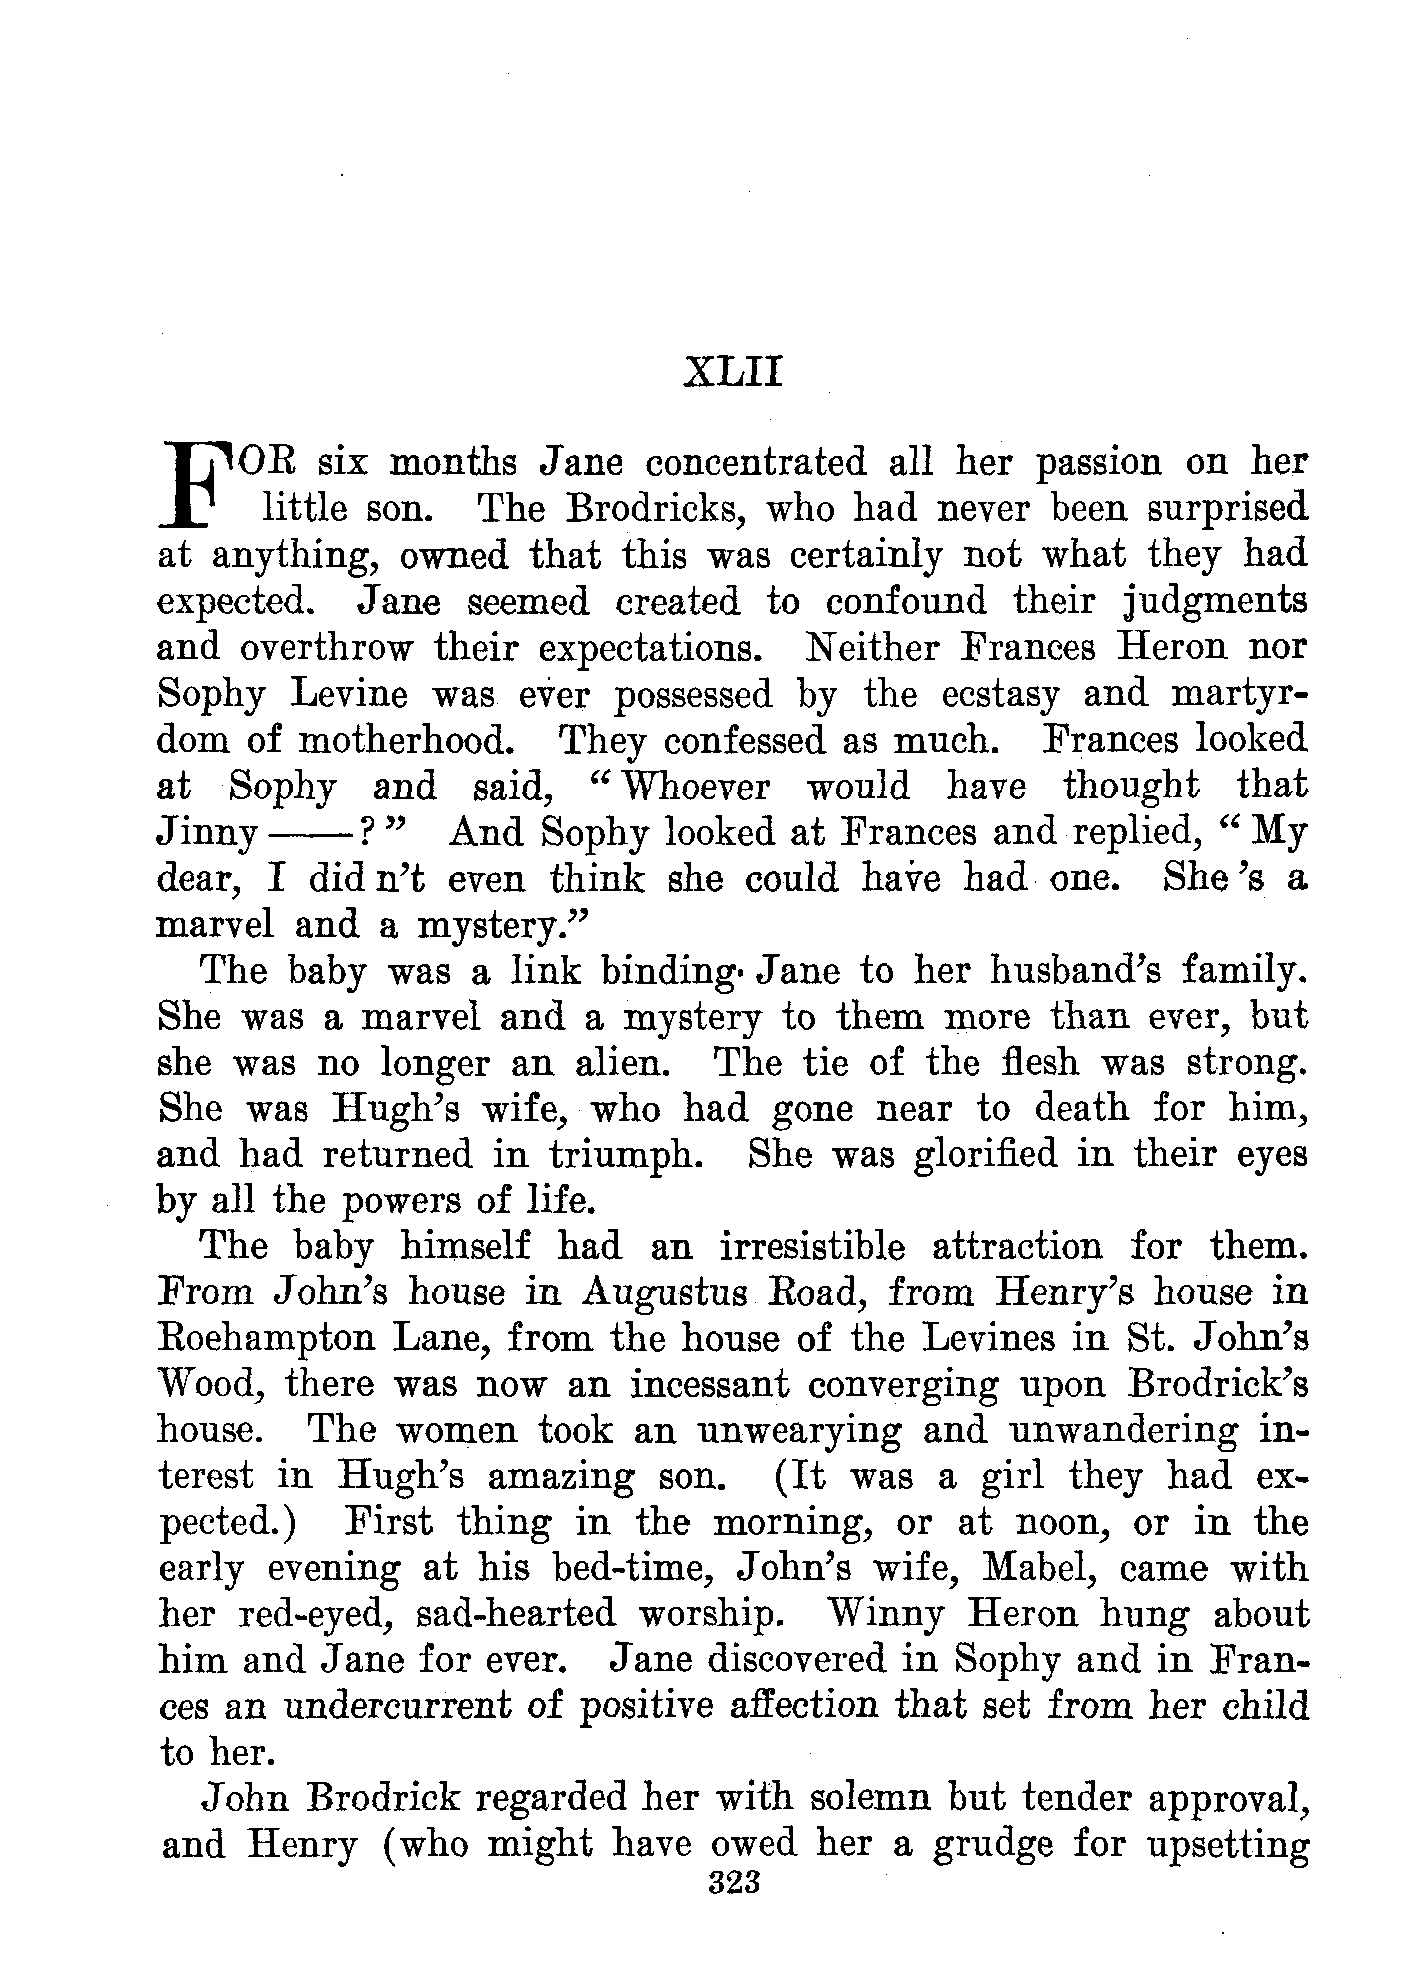 XLII
FOR six months Jane concentrated all her passion on her
little son. The Brodricks, who had never been surprised
at anything, owned that this was certainly not what they had
expected. Jane seemed created to confound their judgments
and overthrow their expectations. Neither Frances Heron nor
Sophy Levine was ever possessed by the ecstasy and martyr-
dom of motherhood. They confessed as much. Frances looked
at Sophy and said, “Whoever would have thought that
Jinny ——?” And Sophy looked at Frances and replied, “My
dear, I did n’t even think she could have had one. She ’s a
marvel and a mystery.”
The baby was a link binding Jane to her husband’s family.
She was a marvel and a mystery to them more than ever, but
she was no longer an alien. The tie of the flesh was strong.
She was Hugh’s wife, who had gone near to death for him,
and had returned in triumph. She was glorified in their eyes
by all the powers of life.
The baby himself had an irresistible attraction for them.
From John’s house in Augustus Road, from Henry’s house in
Roehampton Lane, from the house of the Levines in St. John’s
Wood, there was now an incessant converging upon Brodrick’s
house. The women took an unwearying and unwandering in-
terest in Hugh’s amazing son. (It was a girl they had ex-
pected.) First thing in the morning, or at noon, or in the
early evening at his bed-time, John’s wife, Mabel, came with
her red-eyed, sad-hearted worship. Winny Heron hung about
him and Jane for ever. Jane discovered in Sophy and in Fran-
ces an undercurrent of positive affection that set from her child
to her.
John Brodrick regarded her with solemn but tender approval,
and Henry (who might have owed her a grudge for upsetting
323